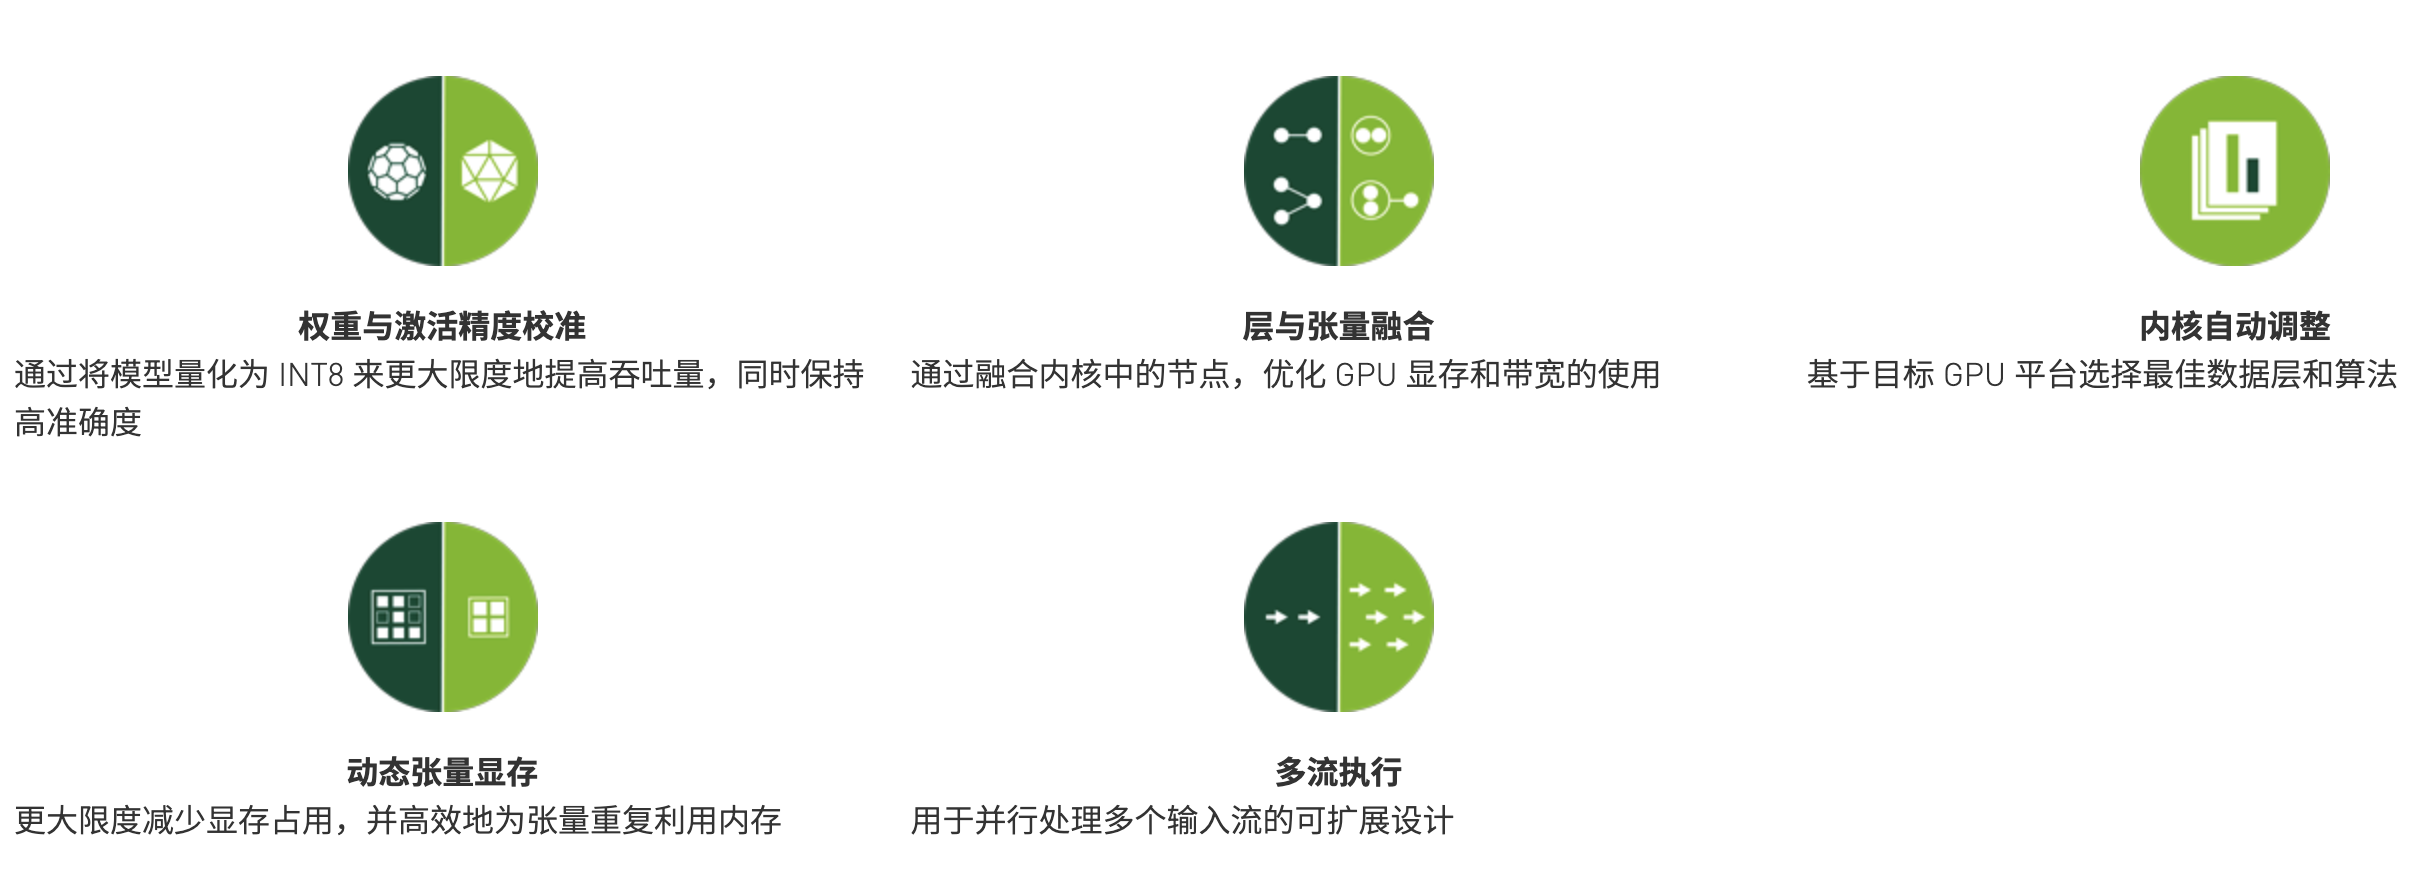 权重与激活精度校准
通过将模型量化为 INT8 来更大限度地提高吞吐量，同时保持
高准确度
层与张量融合
通过融合内核中的节点，优化 GPU 显存和带宽的使用
内核自动调整
基于目标 GPU 平台选择最佳数据层和算法
动态张量显存
更大限度减少显存占用，并高效地为张量重复利用内存
多流执行
用于并行处理多个输入流的可扩展设计